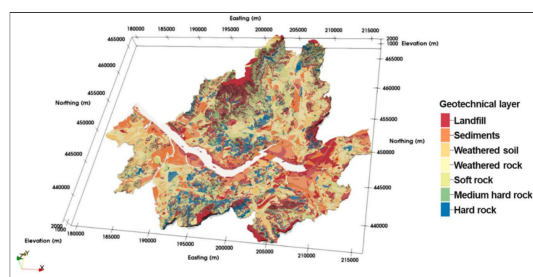 Easting (m)
180000 185000 190000 195000 200000 205000 210000 215000
465000
460000
455000
450000
445000
440000
Northing (m)
Elevation (m)
2000
465000
460000
455000
450000
445000
440000
Northing (m)
Geotechnical layer
Landfill
Sediments
Weathered soil
Weathered rock
Soft rock
Medium hard rock
Hard rock
Elevation (m)
180000 185000 190000 195000 200000 205000 210000 215000
Easting (m)
Y
X